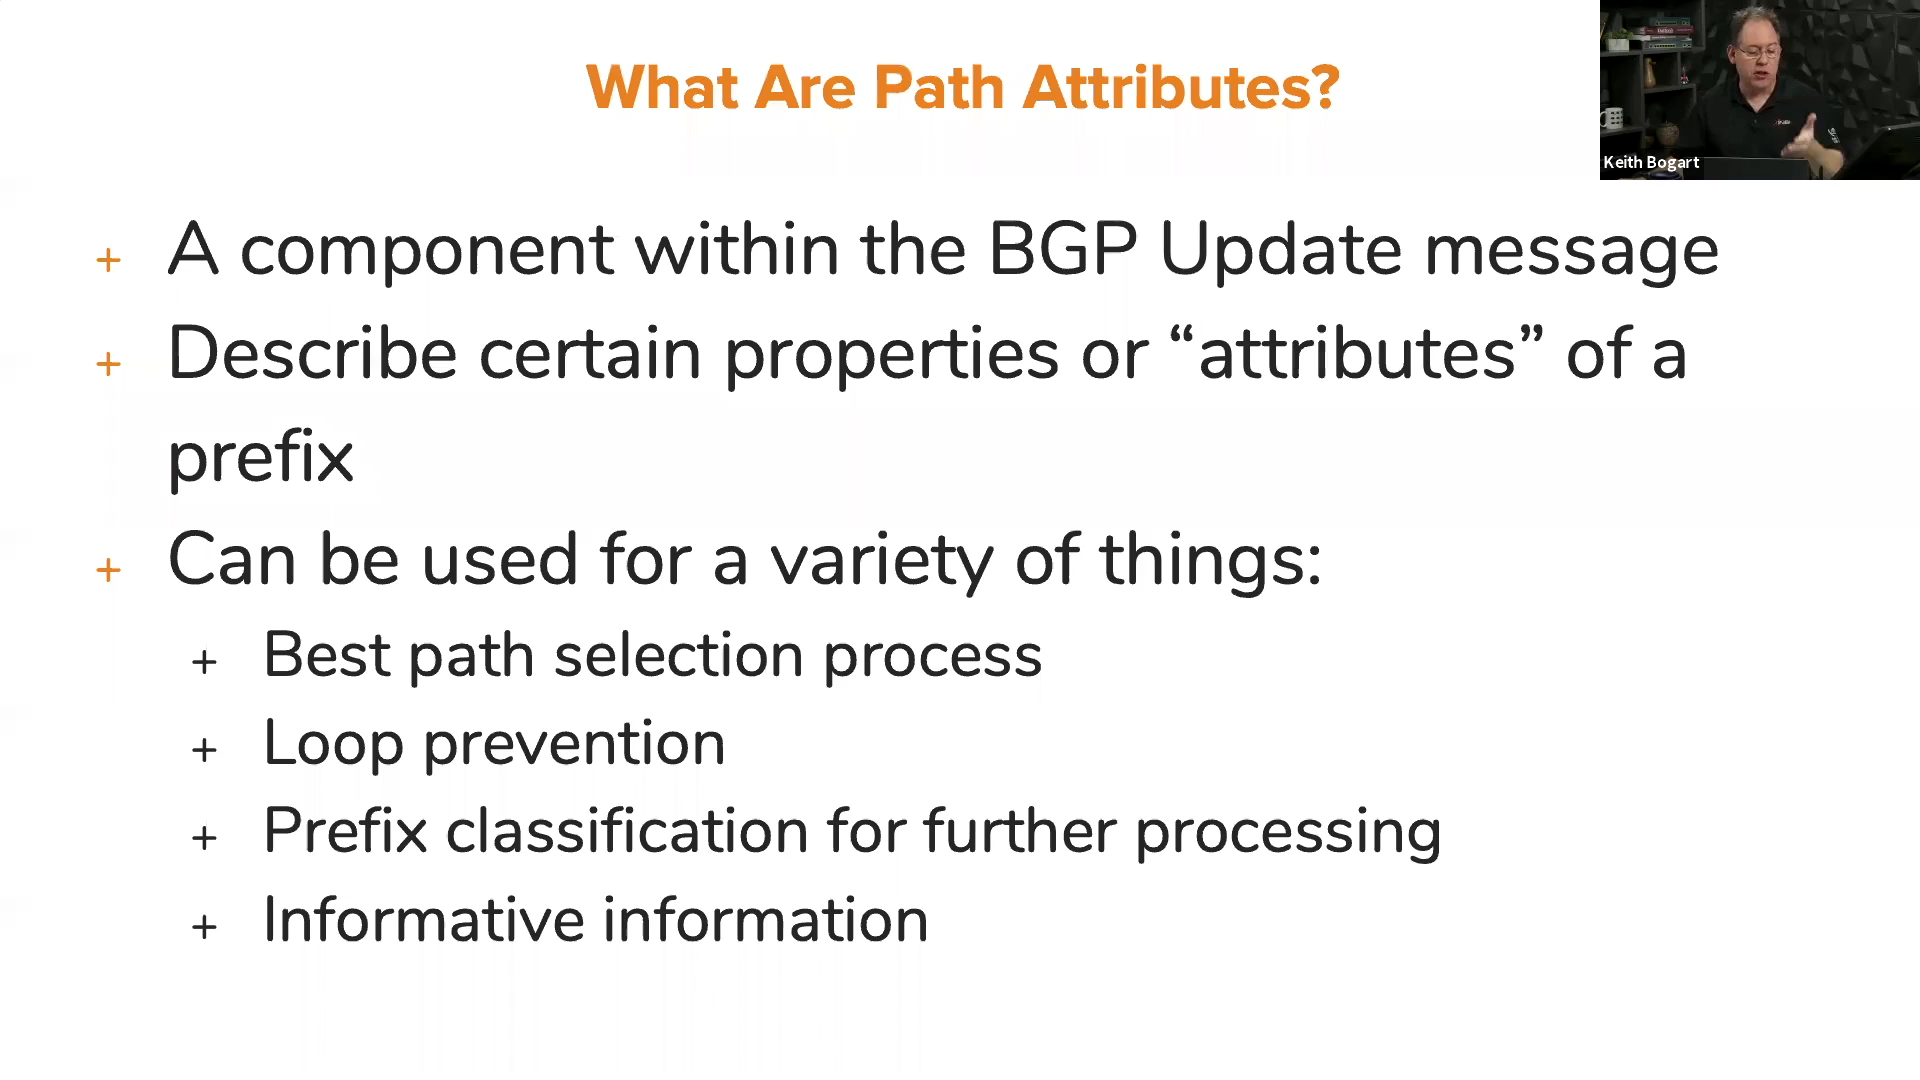 What Are Path Attributes?
Keith Bogart
+ A component within the BGP Update message
+ Describe certain properties or “attributes” of a
prefix
+ Can be used for a variety of things:
+ Best path selection process
+ Loop prevention
+ Prefix classification for further processing
+ Informative information